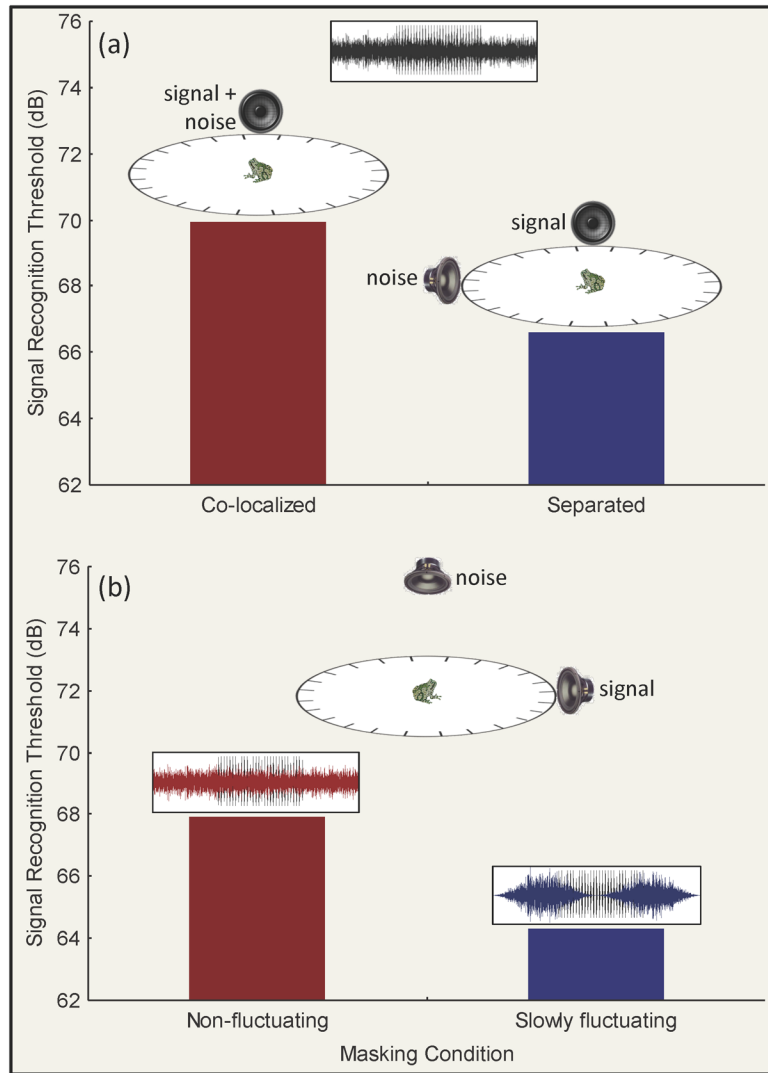 (a)
Signal Recognition Threshold (dB)
76
74
72
70
68
66
64
62
signal +
noise
signal
noise
Co-localized
Separated
(b)
Signal Recognition Threshold (dB)
76
74
72
70
68
66
64
62
noise
signal
Non-fluctuating
Slowly fluctuating
Masking Condition